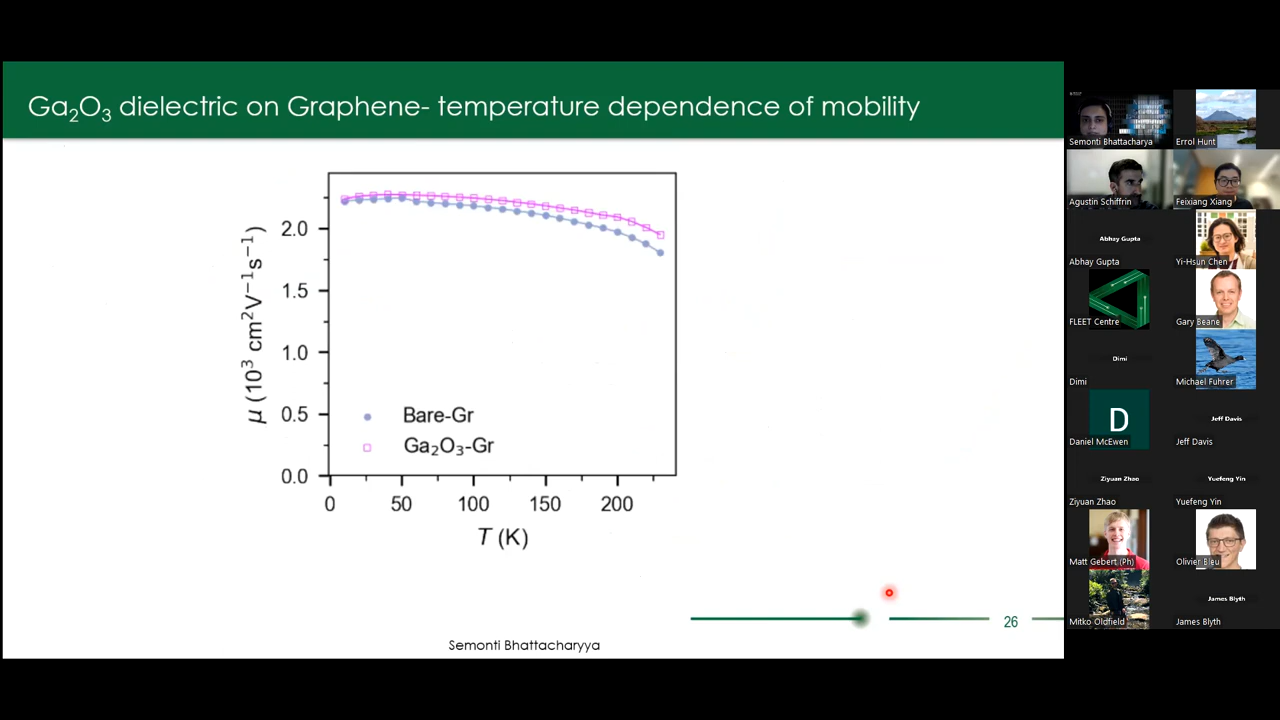 Ga₂O₃ dielectric on Graphene- temperature dependence of mobility
μ (10³ cm²V⁻¹s⁻¹)
2.0
1.5
1.0
0.5
0.0
Bare-Gr
Ga₂O₃-Gr
0 50 100 150 200
T (K)
26
Semonti Bhattacharyya
Semonti Bhattacharya
Errol Hunt
Agustin Schiffrin
Feixiang Xiang
Abhay Gupta
Abhay Gupta
Yi-Hsun Chen
FLEET Centre
Gary Beane
Dimi
Dimi
Michael Fuhrer
D
Daniel McEwen
Jeff Davis
Jeff Davis
Ziyuan Zhao
Ziyuan Zhao
Yuefeng Yin
Yuefeng Yin
Matt Gebert (Ph)
Olivier Bleu
Mitko Oldfield
James Blyth
James Blyth